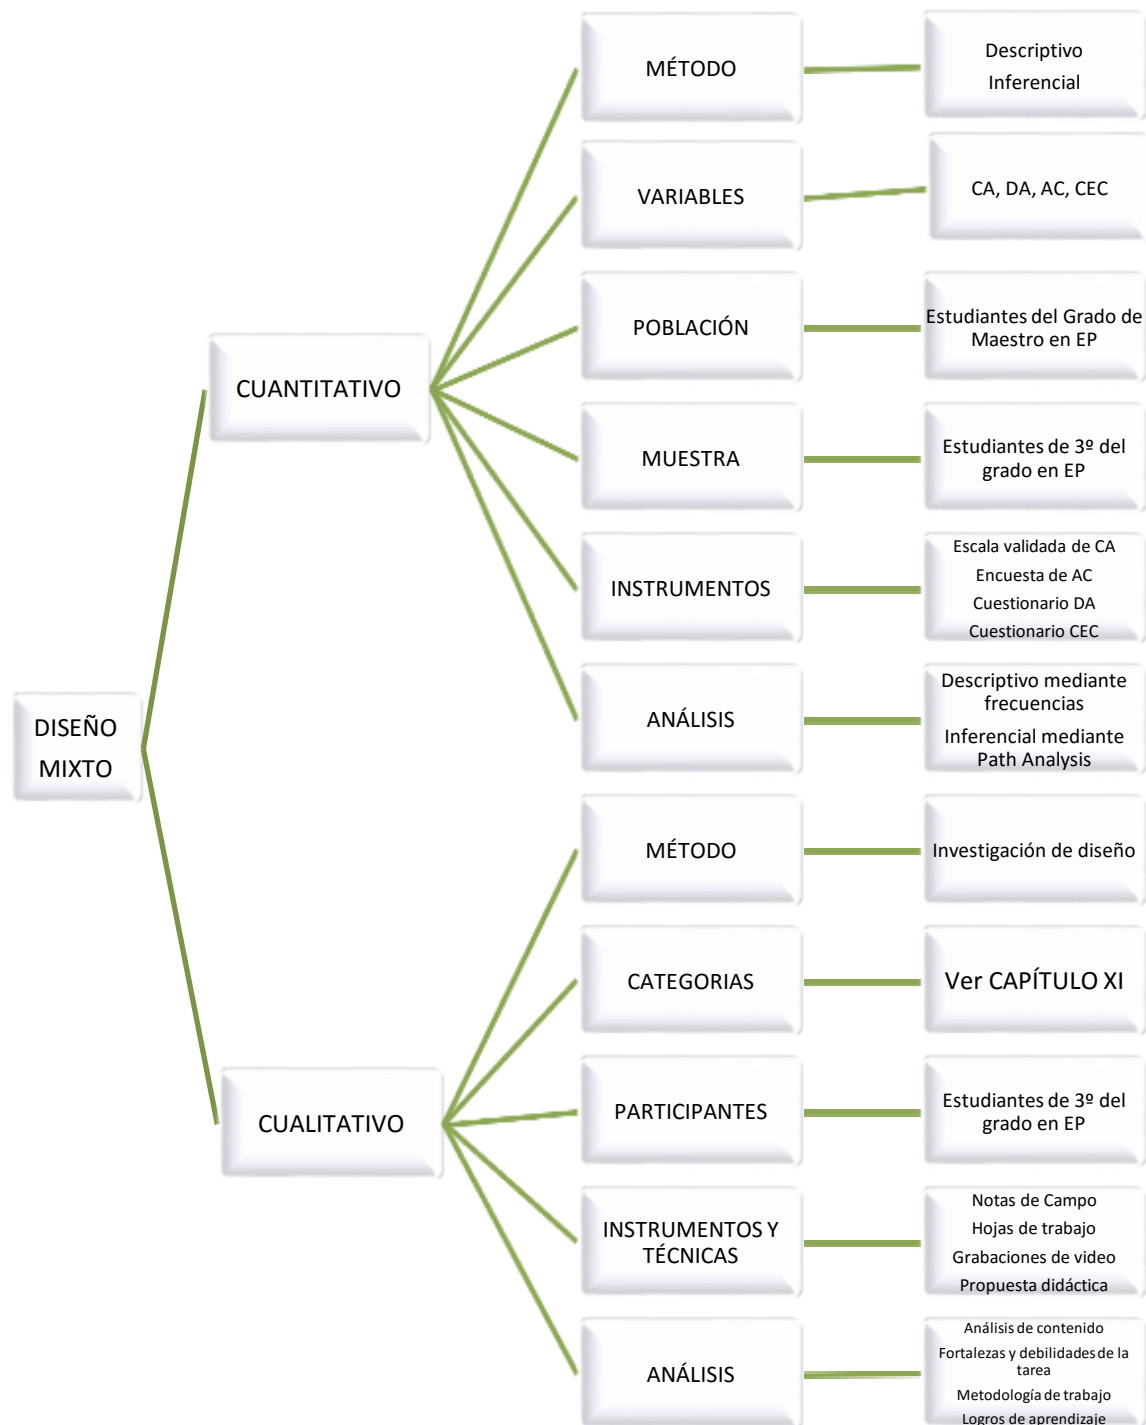 DISEÑO
MIXTO
CUANTITATIVO
MÉTODO
Descriptivo
Inferencial
VARIABLES
CA, DA, AC, CEC
POBLACIÓN
Estudiantes del Grado de
Maestro en EP
MUESTRA
Estudiantes de 3º del
grado en EP
INSTRUMENTOS
Escala validada de CA
Encuesta de AC
Cuestionario DA
Cuestionario CEC
ANÁLISIS
Descriptivo mediante
frecuencias
Inferencial mediante
Path Analysis
CUALITATIVO
MÉTODO
Investigación de diseño
CATEGORIAS
Ver CAPÍTULO XI
PARTICIPANTES
Estudiantes de 3º del
grado en EP
INSTRUMENTOS Y
TÉCNICAS
Notas de Campo
Hojas de trabajo
Grabaciones de video
Propuesta didáctica
ANÁLISIS
Análisis de contenido
Fortalezas y debilidades de la
tarea
Metodología de trabajo
Logros de aprendizaje